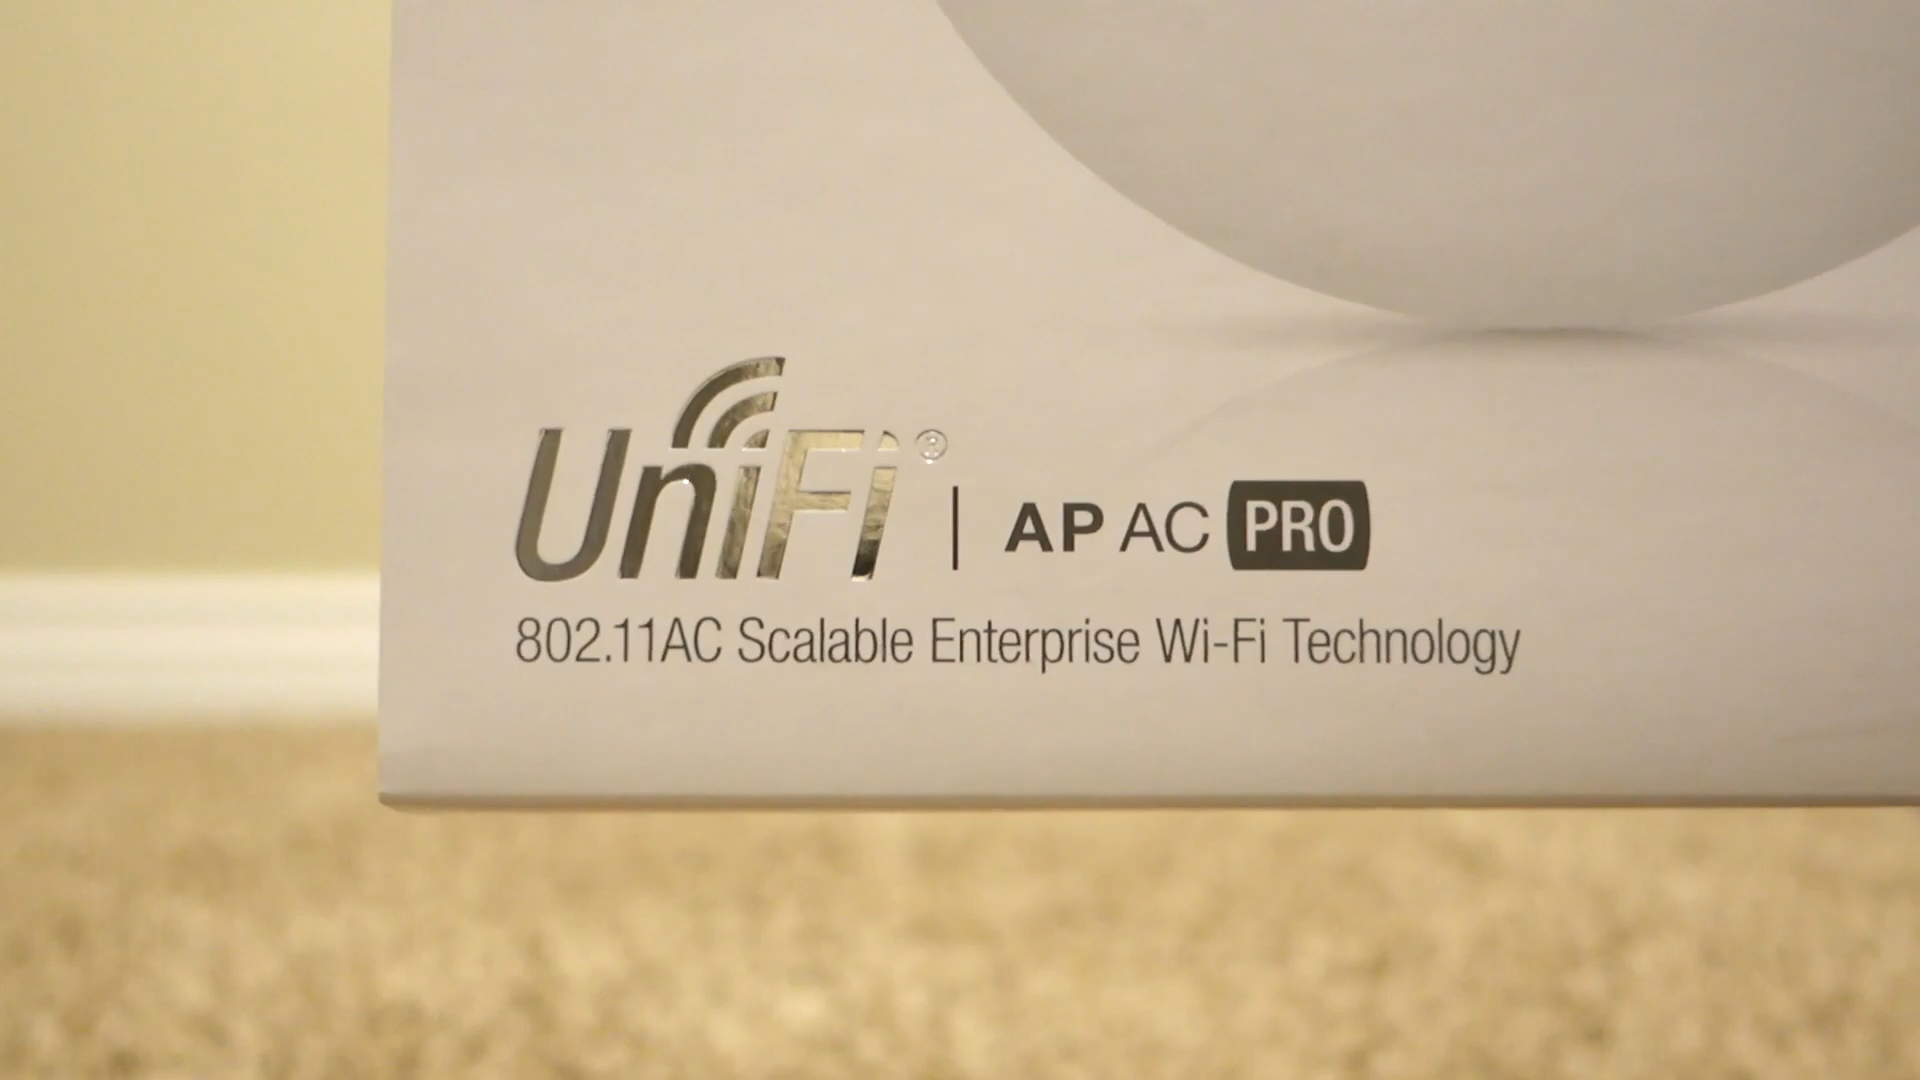 UniFi® | AP AC PRO
802.11AC Scalable Enterprise Wi-Fi Technology